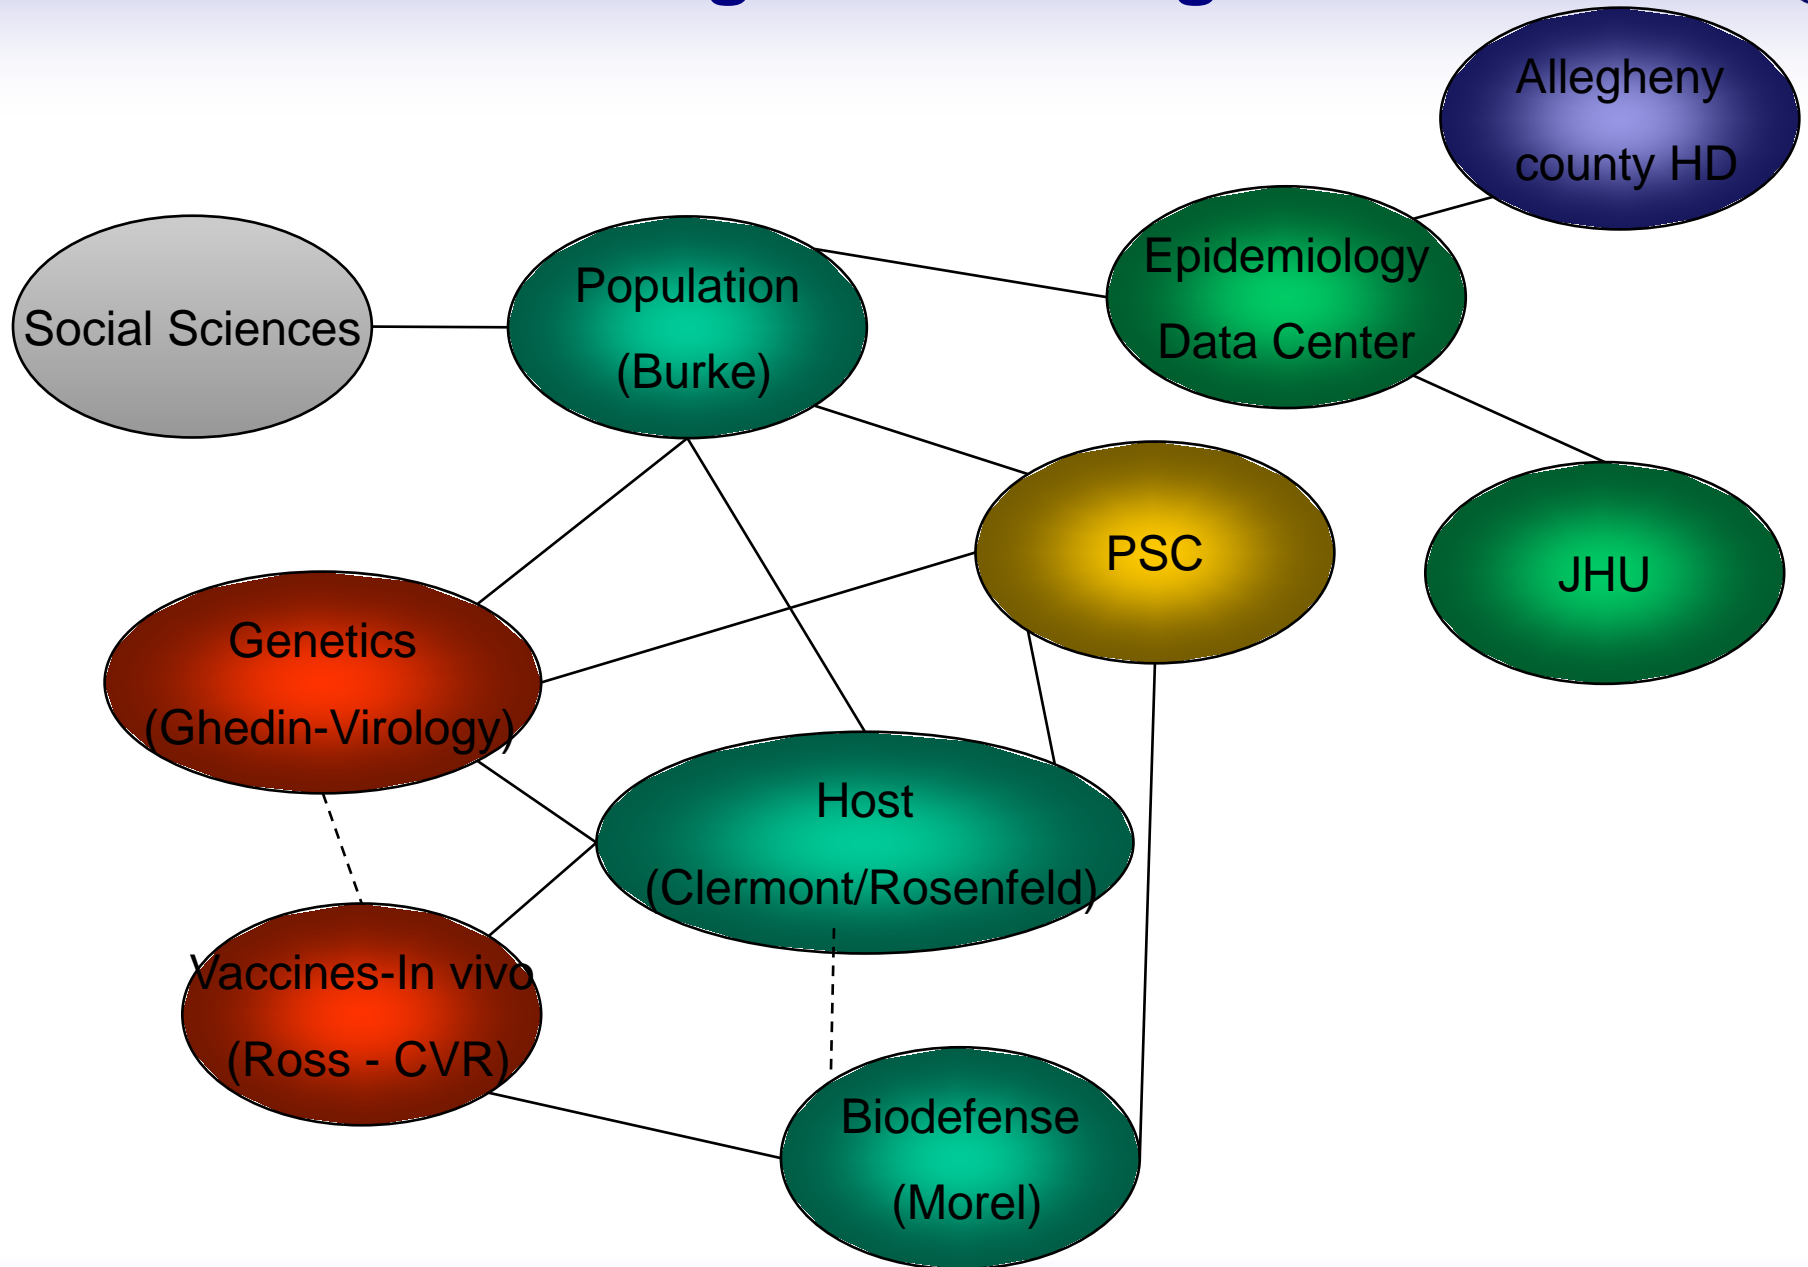 Allegheny
county HD
Epidemiology
Data Center
Population
(Burke)
Social Sciences
PSC
JHU
Genetics
(Ghedin-Virology)
Host
(Clermont/Rosenfeld)
Vaccines-In vivo
(Ross - CVR)
Biodefense
(Morel)